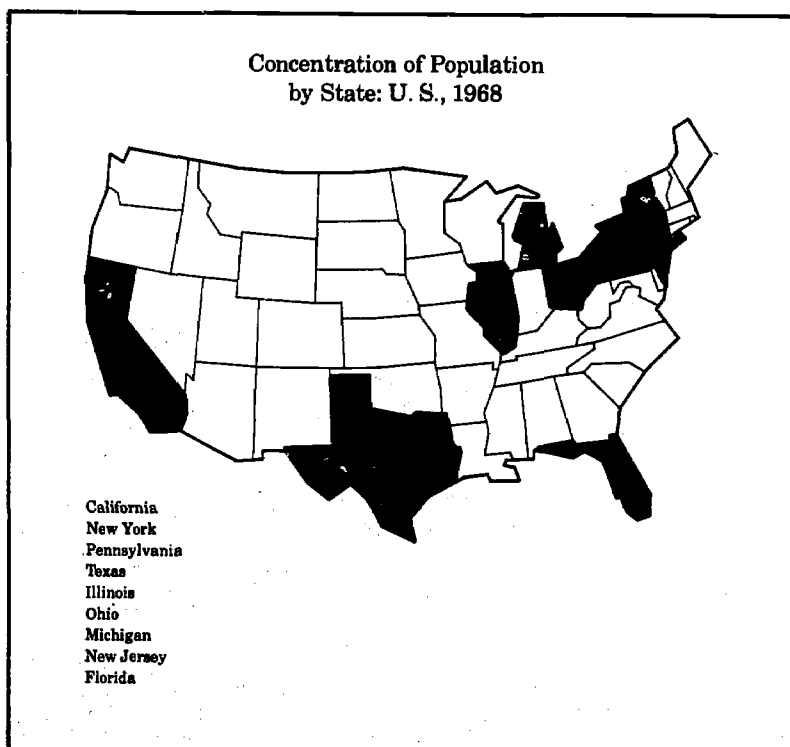 Concentration of Population
by State: U. S., 1968
California
New York
Pennsylvania
Texas
Illinois
Ohio
Michigan
New Jersey
Florida